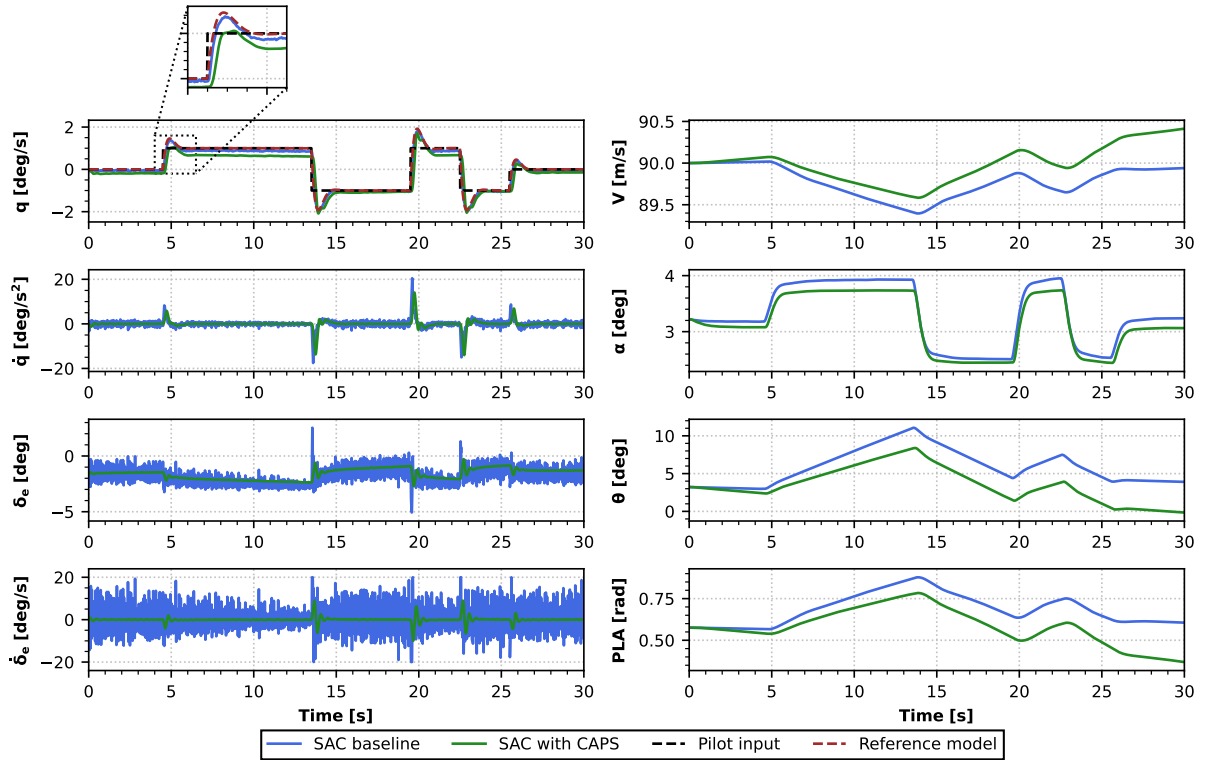 q [deg/s]
2
0
−2
0 5 10 15 20 25 30
V [m/s]
90.5
90.0
89.5
0 5 10 15 20 25 30
q̇ [deg/s²]
20
0
−20
0 5 10 15 20 25 30
α [deg]
4
3
0 5 10 15 20 25 30
δₑ [deg]
0
−5
0 5 10 15 20 25 30
θ [deg]
10
5
0
0 5 10 15 20 25 30
δ̇ₑ [deg/s]
20
0
−20
0 5 10 15 20 25 30
Time [s]
PLA [rad]
0.75
0.50
0 5 10 15 20 25 30
Time [s]
SAC baseline SAC with CAPS Pilot input Reference model